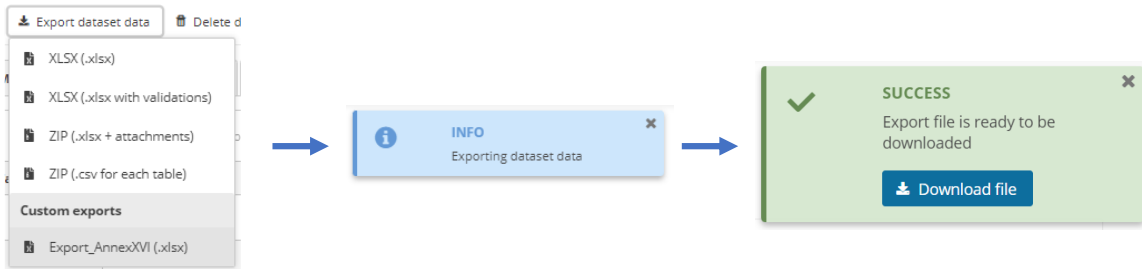 Export dataset data
Delete d
XLSX (.xlsx)
XLSX (.xlsx with validations)
ZIP (.xlsx + attachments)
ZIP (.csv for each table)
Custom exports
Export_AnnexXVI (.xlsx)
INFO
Exporting dataset data
SUCCESS
Export file is ready to be
downloaded
Download file